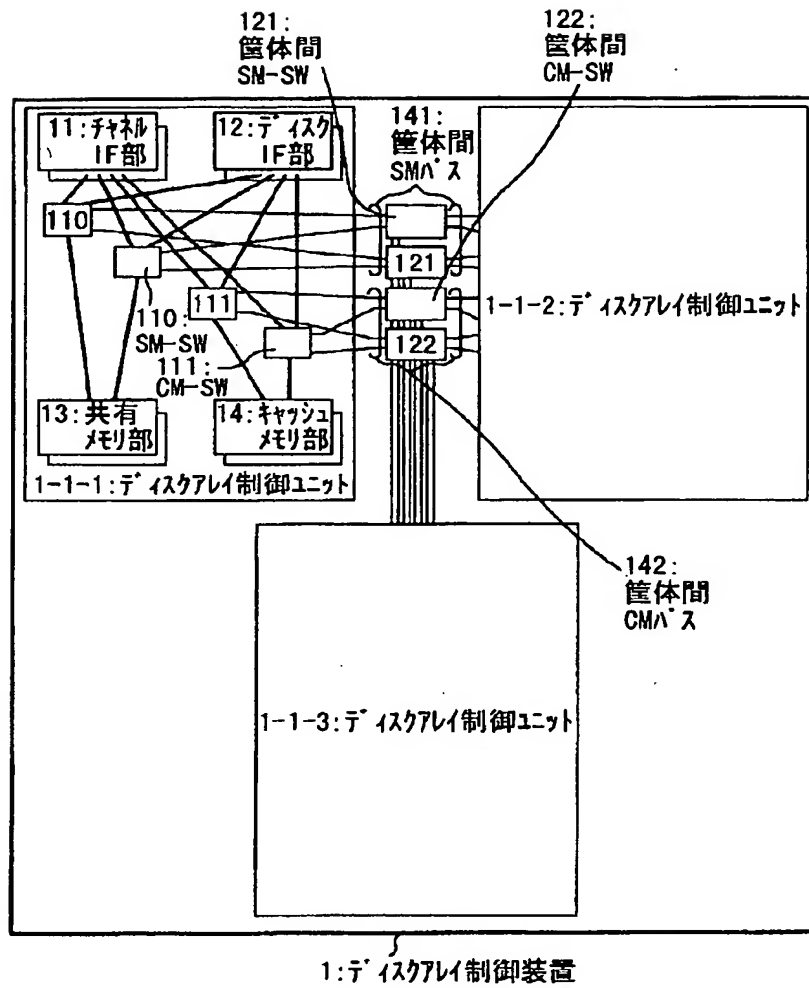 121:
筐体間
SM-SW
122:
筐体間
CM-SW
141:
筐体間
SMパス
11:チャネル
IF部
12:ディスク
IF部
110
121
111
122
110:
SM-SW
111:
CM-SW
13:共有
メモリ部
14:キャッシュ
メモリ部
1-1-1:ディスクアレイ制御ユニット
1-1-2:ディスクアレイ制御ユニット
142:
筐体間
CMパス
1-1-3:ディスクアレイ制御ユニット
1:ディスクアレイ制御装置